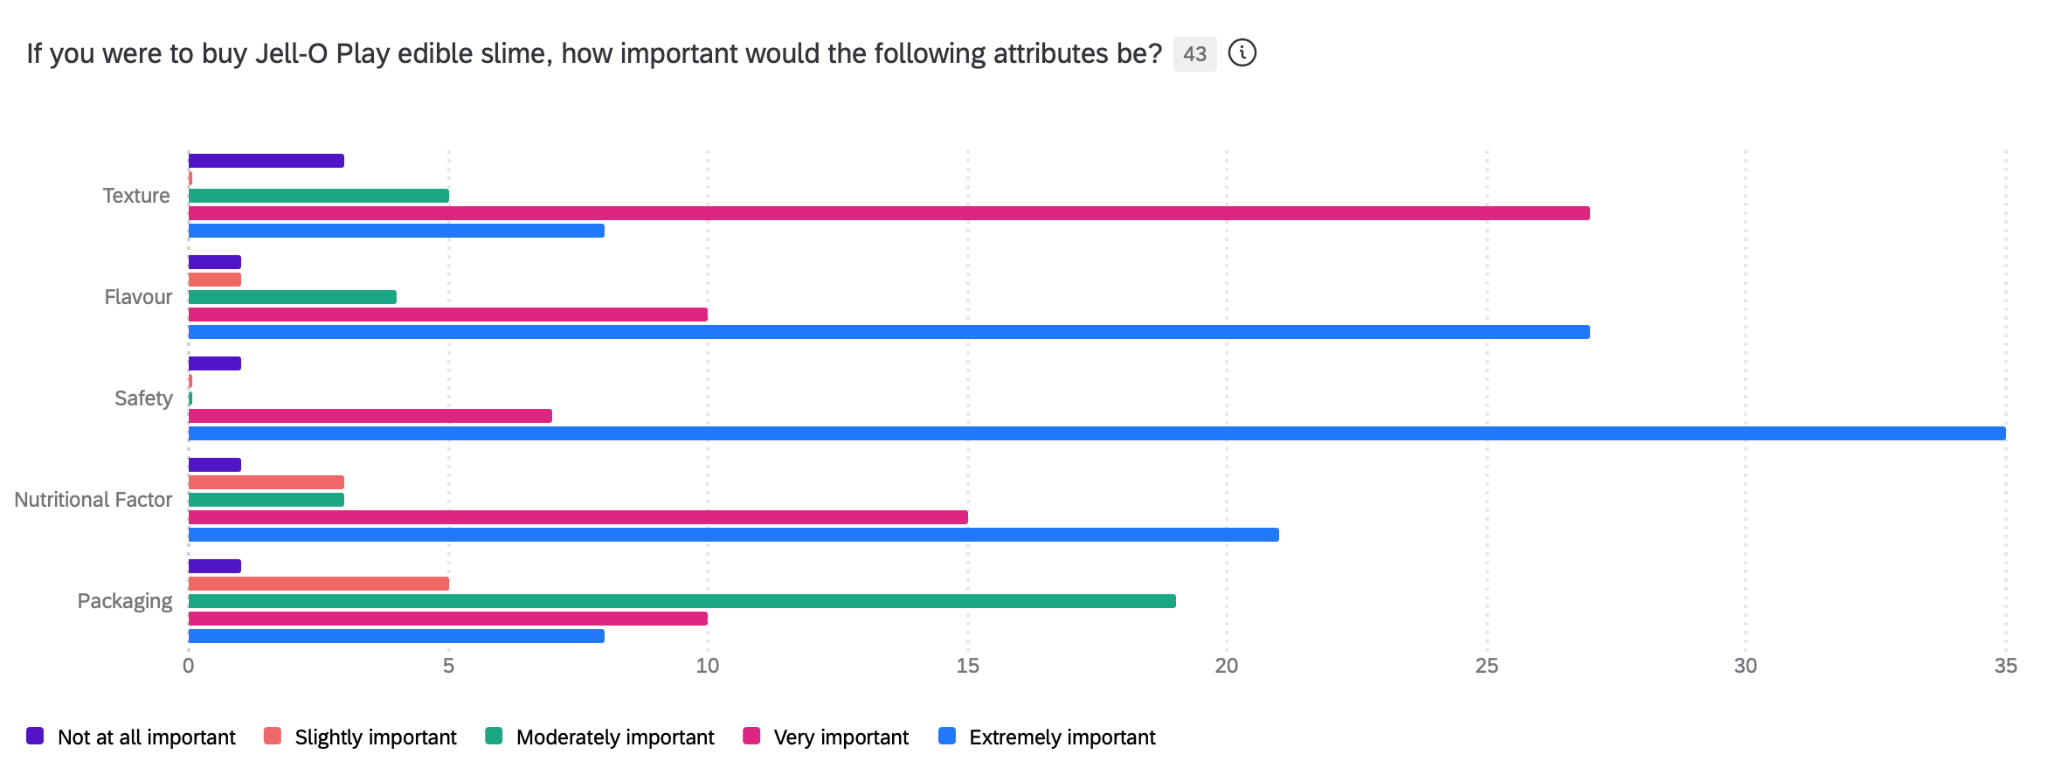 If you were to buy Jell-O Play edible slime, how important would the following attributes be? 43 i
Texture
Flavour
Safety
Nutritional Factor
Packaging
0 5 10 15 20 25 30 35
Not at all important Slightly important Moderately important Very important Extremely important